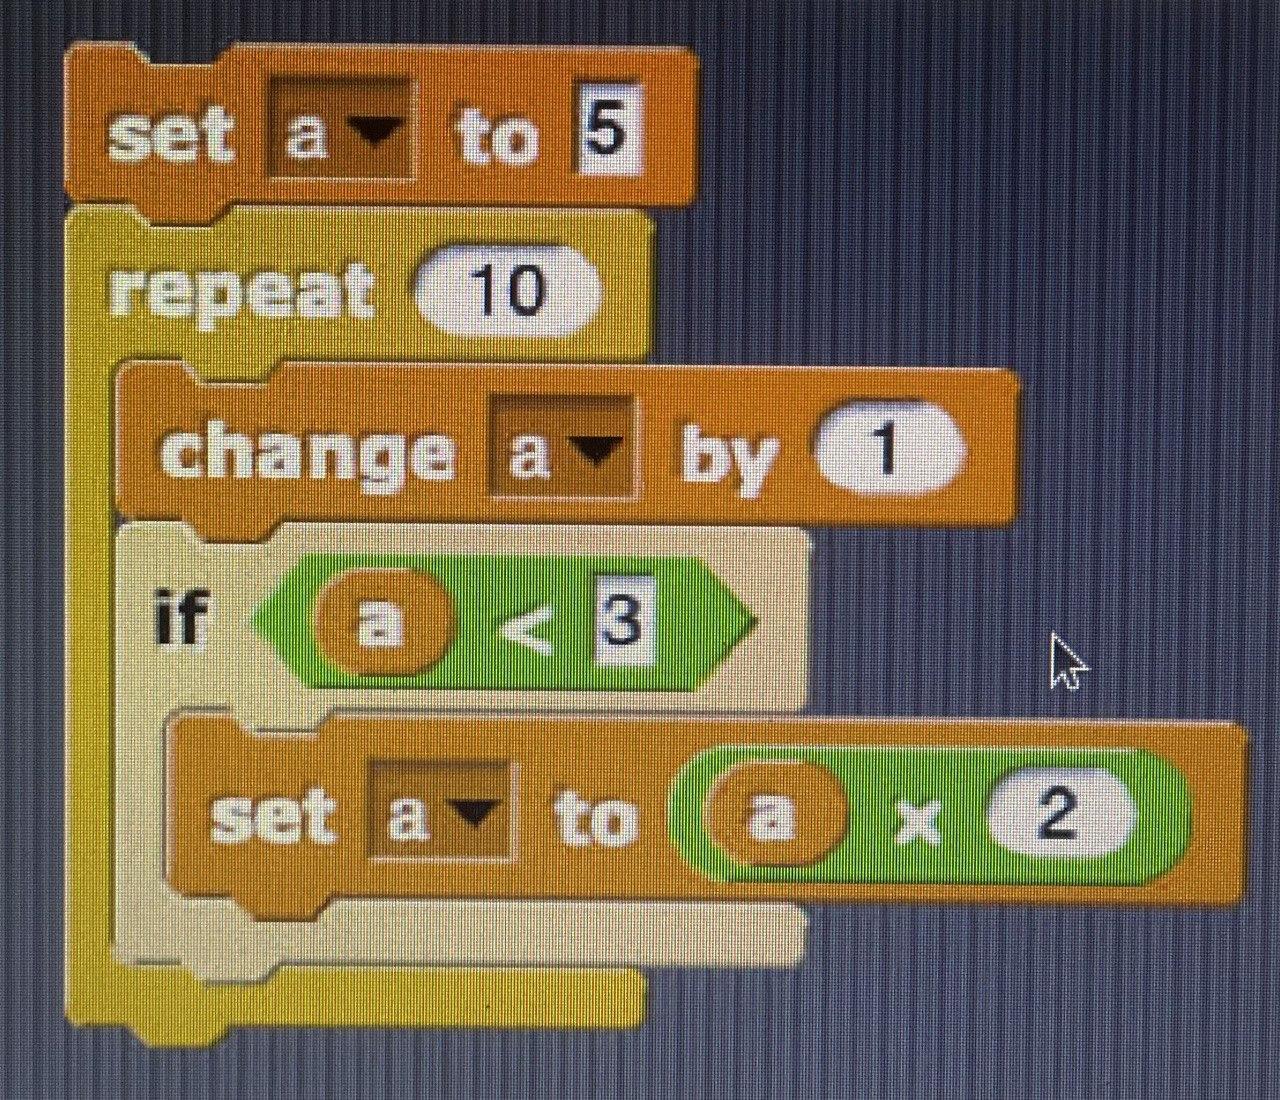 set a to 5
repeat 10
change a by 1
if a < 3
set a to a x 2